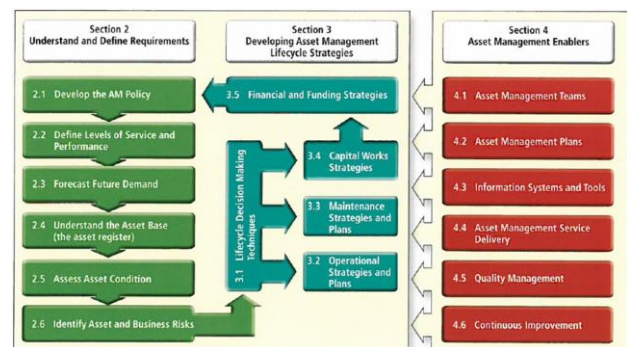 Section 2
Understand and Define Requirements
Section 3
Developing Asset Management
Lifecycle Strategies
Section 4
Asset Management Enablers
2.1 Develop the AM Policy
2.2 Define Levels of Service and
Performance
2.3 Forecast Future Demand
2.4 Understand the Asset Base
(the asset register)
2.5 Assess Asset Condition
2.6 Identify Asset and Business Risks
3.5 Financial and Funding Strategies
3.1 Lifecycle Decision Making
Techniques
3.4 Capital Works
Strategies
3.3 Maintenance
Strategies and
Plans
3.2 Operational
Strategies and
Plans
4.1 Asset Management Teams
4.2 Asset Management Plans
4.3 Information Systems and Tools
4.4 Asset Management Service
Delivery
4.5 Quality Management
4.6 Continuous Improvement